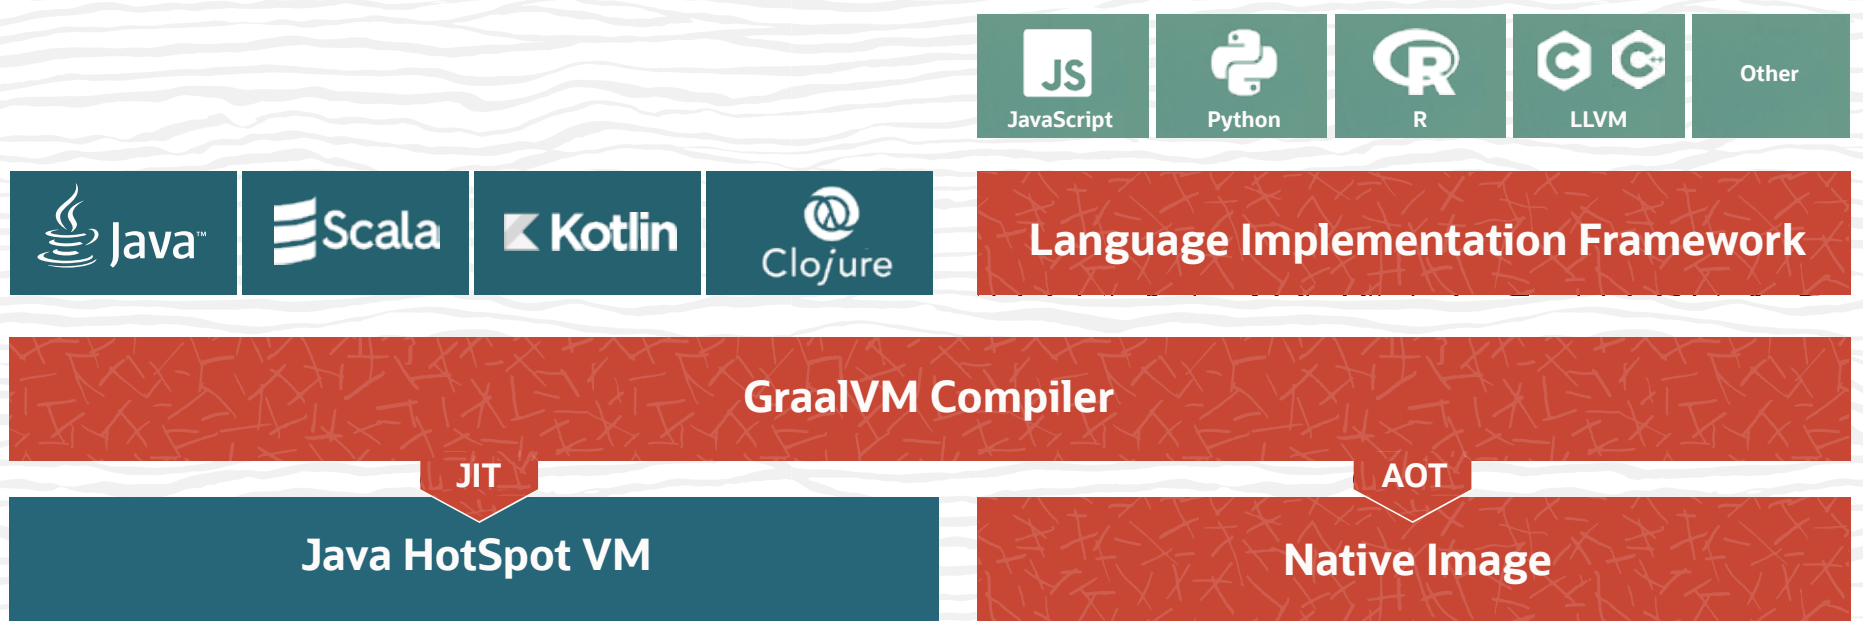 JS
JavaScript
Python
R
R
C
C++
LLVM
Other
Java™
Scala
Kotlin
Clojure
Language Implementation Framework
GraalVM Compiler
JIT
AOT
Java HotSpot VM
Native Image